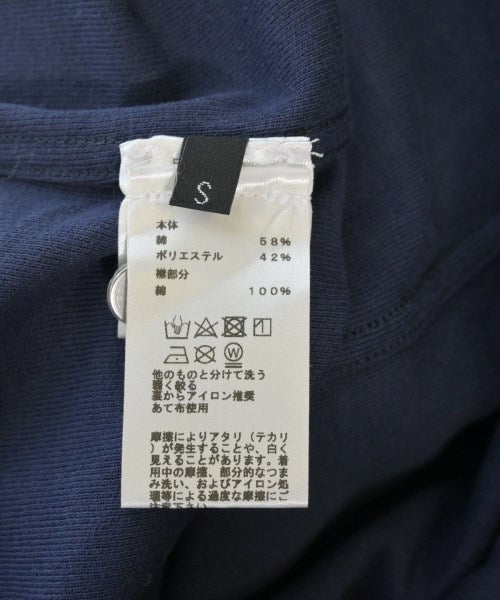 S
本体
綿 58%
ポリエステル 42%
襟部分
綿 100%
W
他のものと分けて洗う
弱く絞る
裏からアイロン推奨
あて布使用
摩擦によりアタリ（テカリ
）が発生することや、白く
見えることがあります。着
用中の摩擦、部分的なつま
み洗い、およびアイロン処
理等による過度な摩擦にご
注意下さい